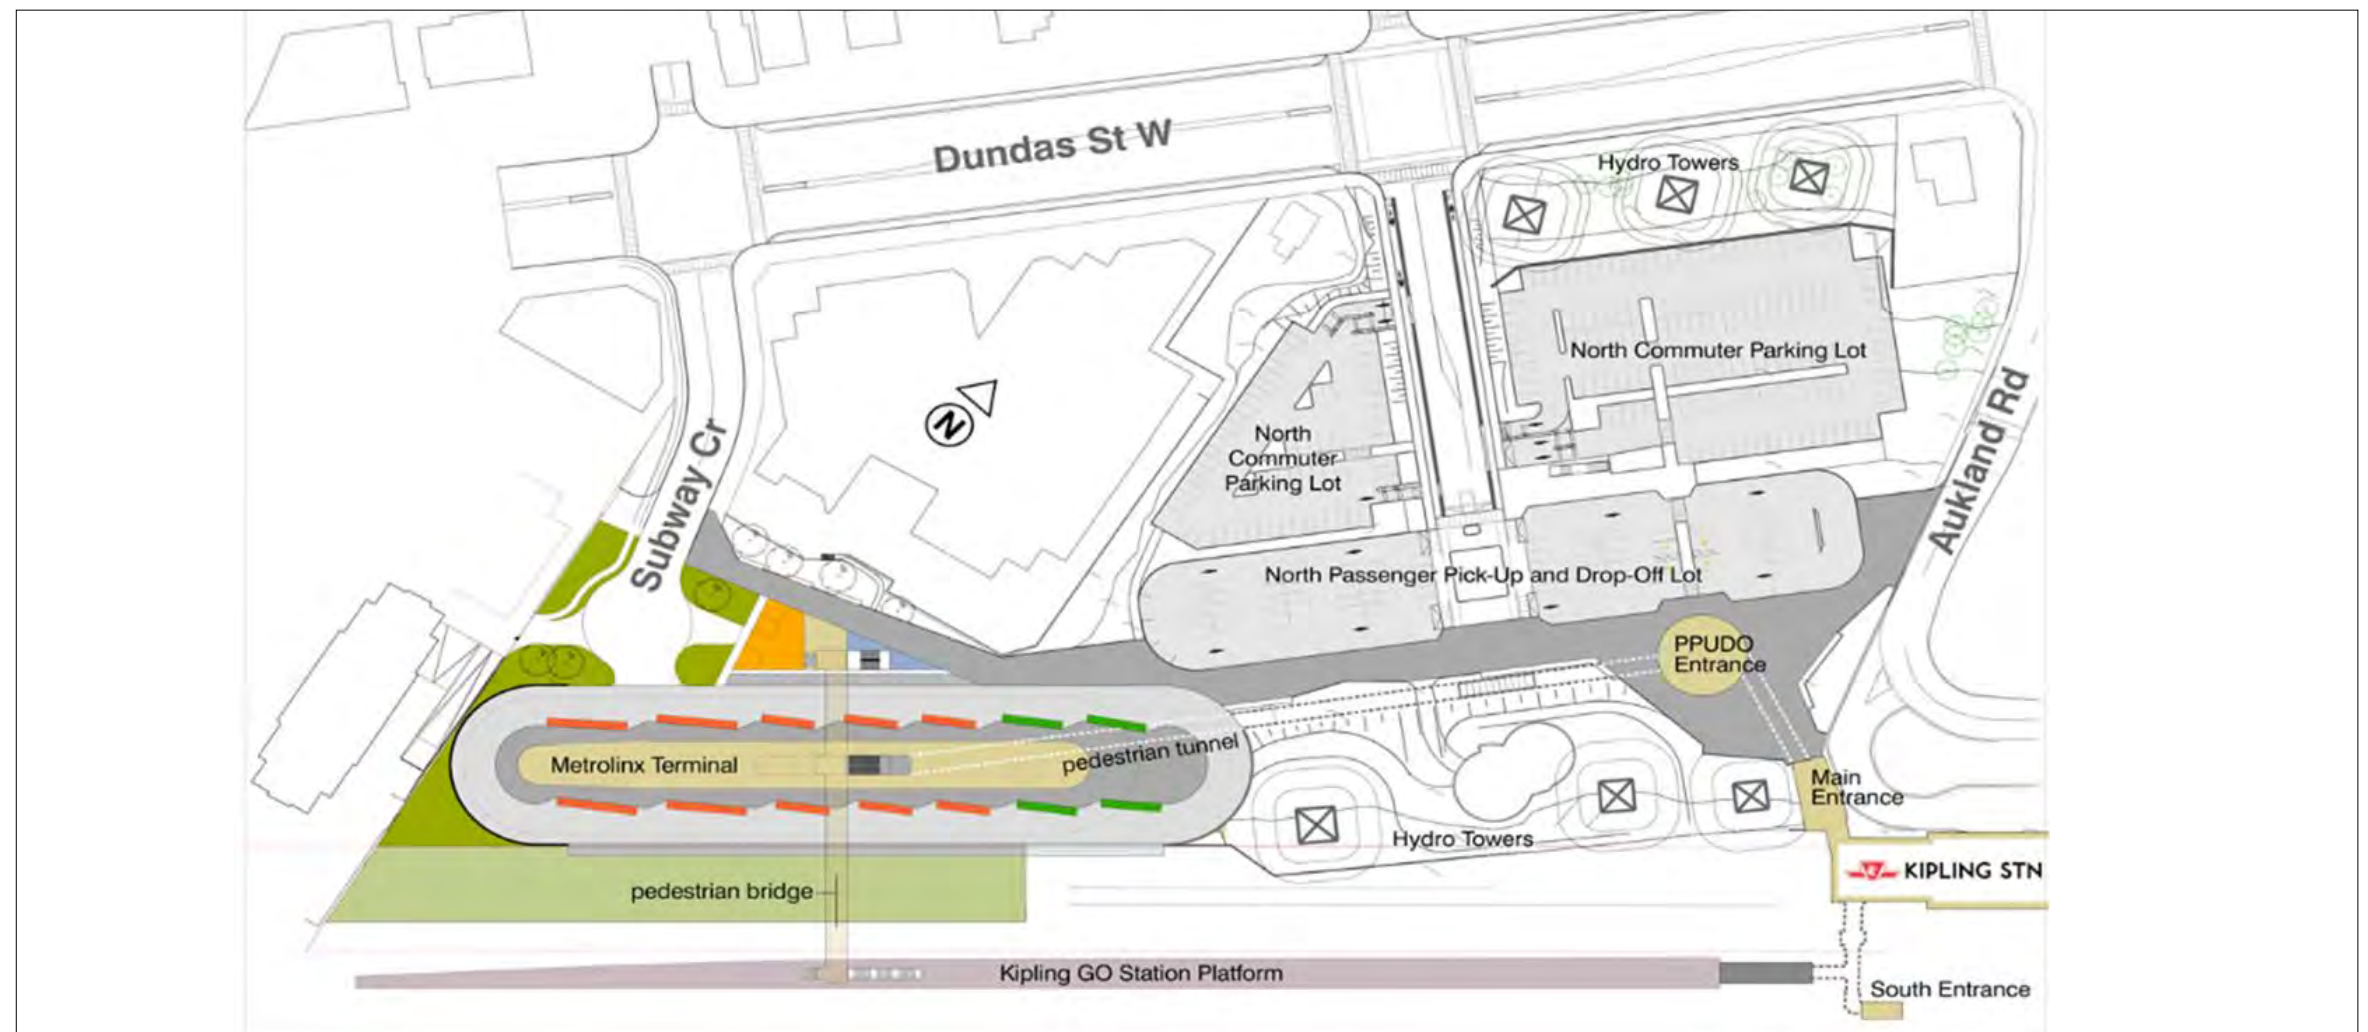 Dundas St W
Hydro Towers
North Commuter Parking Lot
Aukland Rd
N
North
Commuter
Parking Lot
Subway Cr
North Passenger Pick-Up and Drop-Off Lot
PPUDO
Entrance
Metrolinx Terminal
pedestrian tunnel
Main
Entrance
Hydro Towers
KIPLING STN
pedestrian bridge
Kipling GO Station Platform
South Entrance